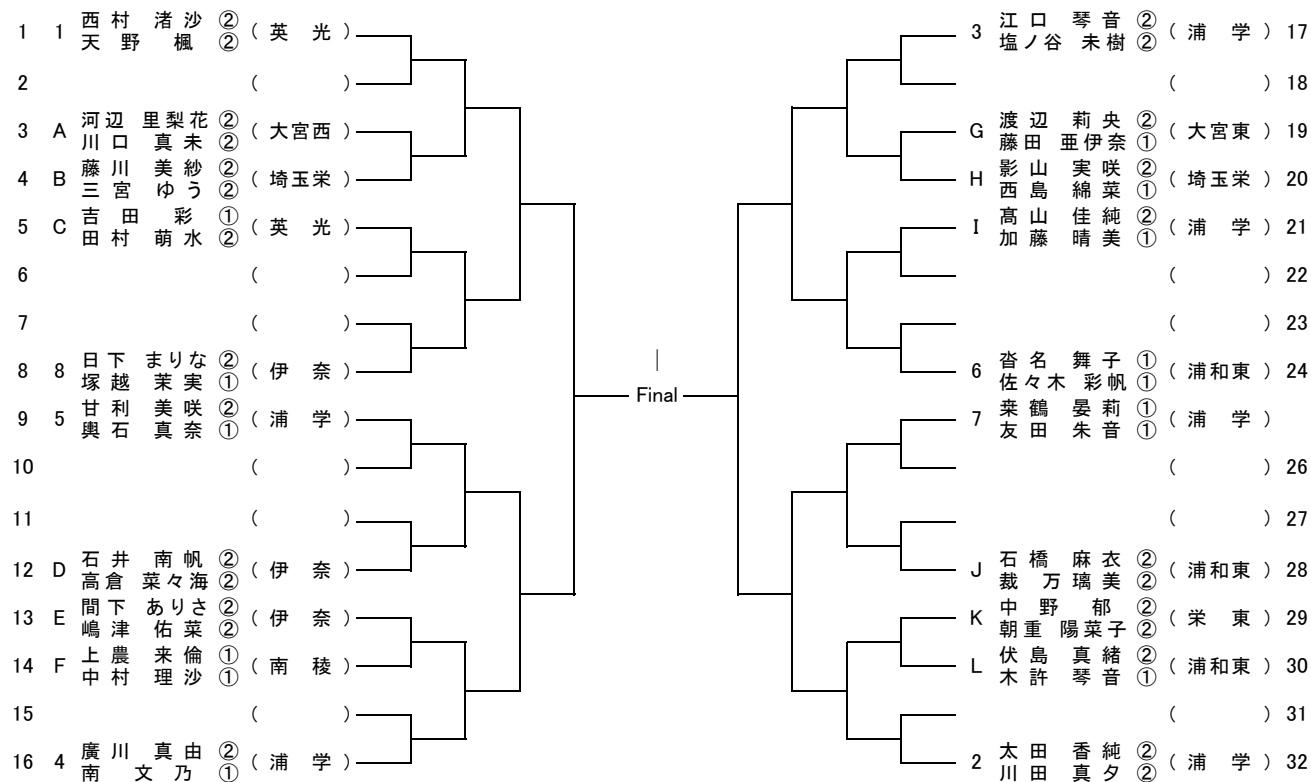 1 1 西村 渚沙 ② ( 英 光 )
天野 楓 ②
2 ( )
3 A 河辺 里梨花 ② ( 大宮西 )
川口 真未 ②
4 B 藤川 美紗 ② ( 埼玉栄 )
三宮 ゆう ②
5 C 吉田 彩 ① ( 英 光 )
田村 萌水 ②
6 ( )
7 ( )
8 8 日下 まりな ② ( 伊 奈 )
塚越 茉実 ①
9 5 甘利 美咲 ② ( 浦 学 )
輿石 真奈 ①
10 ( )
11 ( )
12 D 石井 南帆 ② ( 伊 奈 )
高倉 菜々海 ②
13 E 間下 ありさ ② ( 伊 奈 )
嶋津 佑菜 ②
14 F 上農 来倫 ① ( 南 稜 )
中村 理沙 ①
15 ( )
16 4 廣川 真由 ② ( 浦 学 )
南 文乃 ①
Final
3 江口 琴音 ② ( 浦 学 ) 17
塩ノ谷 未樹 ②
( ) 18
G 渡辺 莉央 ② ( 大宮東 ) 19
藤田 亜伊奈 ①
H 影山 実咲 ② ( 埼玉栄 ) 20
西島 綿菜 ①
I 髙山 佳純 ② ( 浦 学 ) 21
加藤 晴美 ①
( ) 22
( ) 23
6 沓名 舞子 ① ( 浦和東 ) 24
佐々木 彩帆 ①
7 来鶴 晏莉 ① ( 浦 学 )
友田 朱音 ①
( ) 26
( ) 27
J 石橋 麻衣 ② ( 浦和東 ) 28
裁 万璃美 ②
K 中野 郁 ② ( 栄 東 ) 29
朝重 陽菜子 ②
L 伏島 真緒 ② ( 浦和東 ) 30
木許 琴音 ①
( ) 31
2 太田 香純 ② ( 浦 学 ) 32
川田 真夕 ②